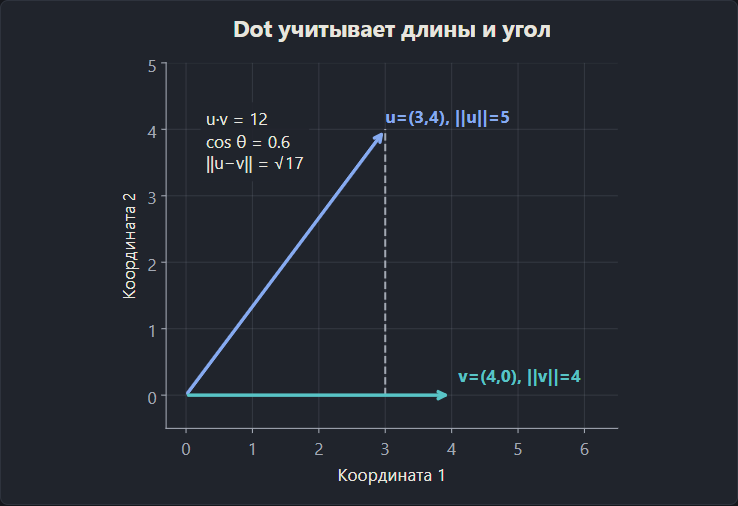 Dot учитывает длины и угол
5
4
3
2
1
0
Координата 2
u·v = 12
cos θ = 0.6
||u−v|| = √17
u=(3,4), ||u||=5
v=(4,0), ||v||=4
0 1 2 3 4 5 6
Координата 1